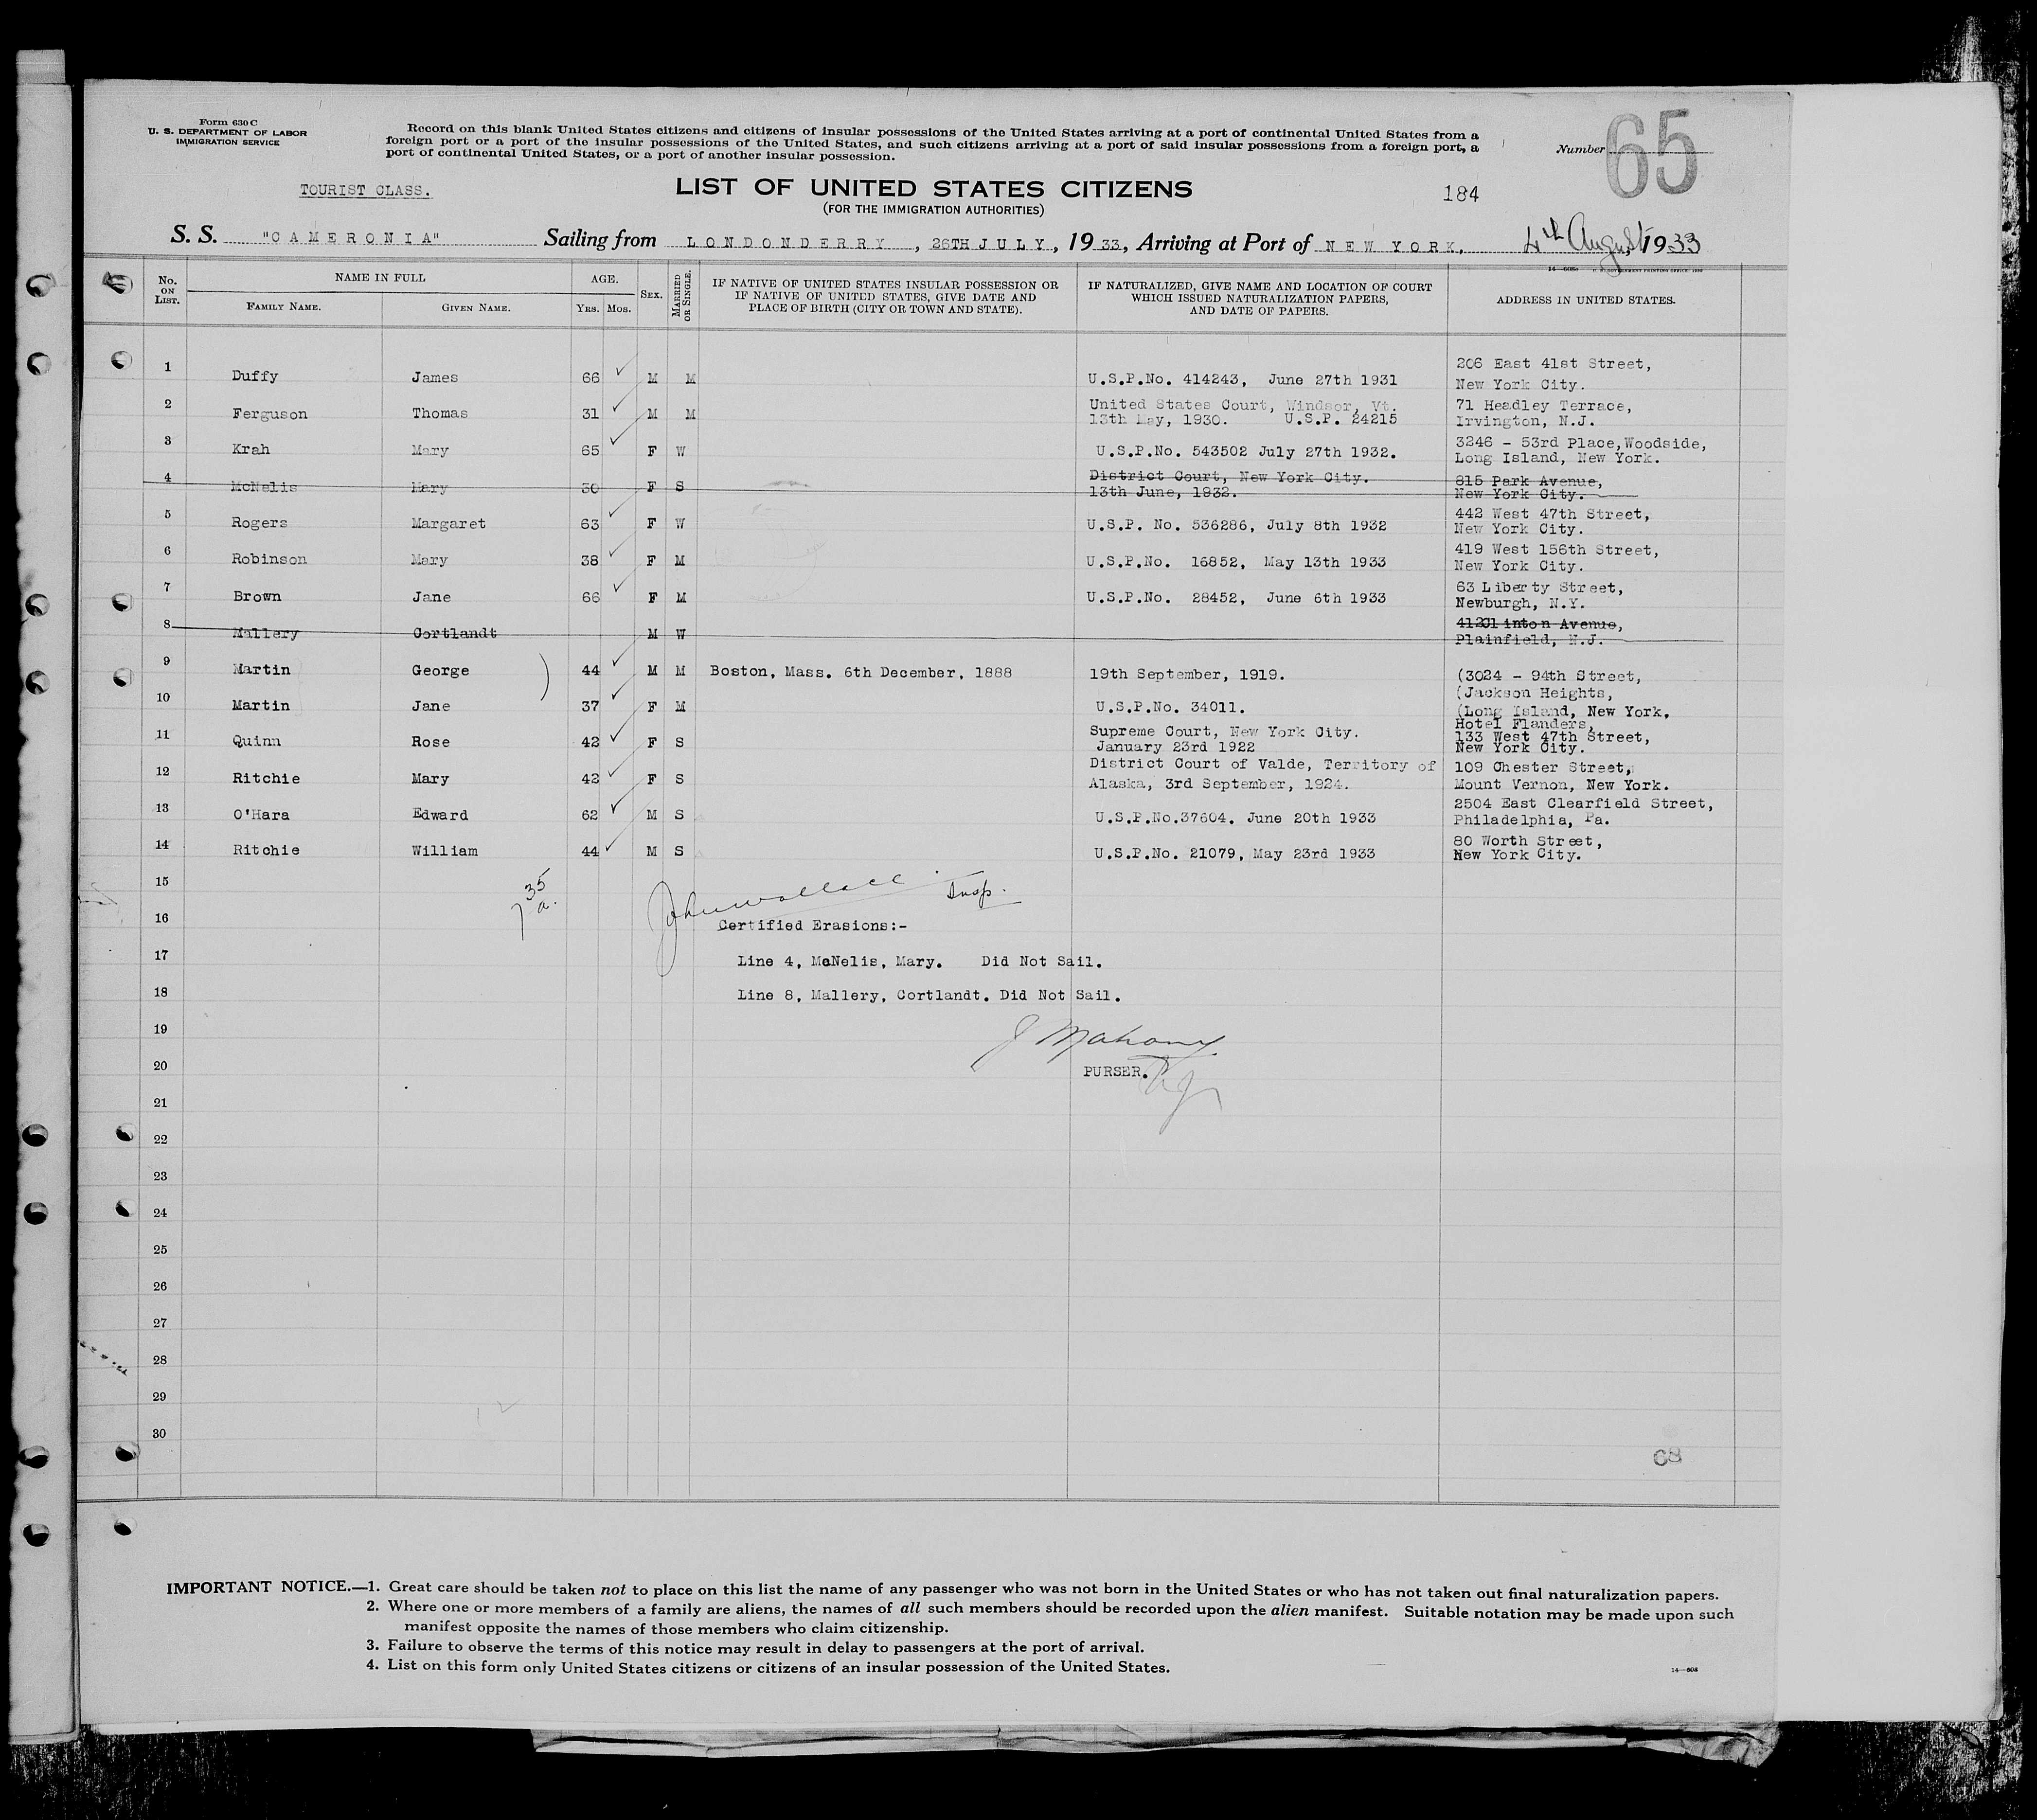 Form 630 C
U. S. DEPARTMENT OF LABOR
IMMIGRATION SERVICE
Record on this blank United States citizens and citizens of insular possessions of the United States arriving at a port of continental United States from a
foreign port or a port of the insular possessions of the United States, and such citizens arriving at a port of said insular possessions from a foreign port, a
port of continental United States, or a port of another insular possession.
Number 65
TOURIST CLASS.
LIST OF UNITED STATES CITIZENS
184
(FOR THE IMMIGRATION AUTHORITIES)
S. S. "CAMERONIA" Sailing from LONDONDERRY, 26TH JULY, 1933, Arriving at Port of NEW YORK, 4th August, 1933
No. ON LIST.
NAME IN FULL
FAMILY NAME.
GIVEN NAME.
AGE.
YRS.
MOS.
SEX.
MARRIED OR SINGLE.
IF NATIVE OF UNITED STATES INSULAR POSSESSION OR
IF NATIVE OF UNITED STATES, GIVE DATE AND
PLACE OF BIRTH (CITY OR TOWN AND STATE).
IF NATURALIZED, GIVE NAME AND LOCATION OF COURT
WHICH ISSUED NATURALIZATION PAPERS,
AND DATE OF PAPERS.
ADDRESS IN UNITED STATES.
1 Duffy James 66 M M U.S.P.No. 414243, June 27th 1931 206 East 41st Street,
New York City.
2 Ferguson Thomas 31 M M United States Court, Windsor, Vt. 71 Headley Terrace,
13th May, 1930. U.S.P. 24215 Irvington, N.J.
3 Krah Mary 65 F W U.S.P.No. 543502 July 27th 1932. 3246 - 53rd Place, Woodside,
Long Island, New York.
4 McNelis Mary 30 F S District Court, New York City. 815 Park Avenue,
13th June, 1932. New York City.
5 Rogers Margaret 63 F W U.S.P. No. 536286, July 8th 1932 442 West 47th Street,
New York City.
6 Robinson Mary 38 F M U.S.P.No. 16852, May 13th 1933 419 West 156th Street,
New York City.
7 Brown Jane 66 F M U.S.P.No. 28452, June 6th 1933 63 Liberty Street,
Newburgh, N.Y.
8 Mallery Cortlandt M W 412Clinton Avenue,
Plainfield, N.J.
9 Martin George ) 44 M M Boston, Mass. 6th December, 1888 19th September, 1919. (3024 - 94th Street,
(Jackson Heights,
10 Martin Jane 37 F M U.S.P.No. 34011. (Long Island, New York.
11 Quinn Rose 42 F S Supreme Court, New York City. Hotel Flanders,
January 23rd 1922 133 West 47th Street,
New York City.
12 Ritchie Mary 42 F S District Court of Valde, Territory of 109 Chester Street,
Alaska, 3rd September, 1924. Mount Vernon, New York.
13 O'Hara Edward 62 M S U.S.P.No.37604. June 20th 1933 2504 East Clearfield Street,
Philadelphia, Pa.
14 Ritchie William 44 M S U.S.P.No. 21079, May 23rd 1933 80 Worth Street,
New York City.
15 35 a. John Wallace Insp.
16 Certified Erasions:-
17 Line 4, McNelis, Mary. Did Not Sail.
18 Line 8, Mallery, Cortlandt. Did Not Sail.
19 J Mahony
20 PURSER.
21
22
23
24
25
26
27
28
29
30
C8
IMPORTANT NOTICE.—1. Great care should be taken not to place on this list the name of any passenger who was not born in the United States or who has not taken out final naturalization papers.
2. Where one or more members of a family are aliens, the names of all such members should be recorded upon the alien manifest. Suitable notation may be made upon such
manifest opposite the names of those members who claim citizenship.
3. Failure to observe the terms of this notice may result in delay to passengers at the port of arrival.
4. List on this form only United States citizens or citizens of an insular possession of the United States.
14—608